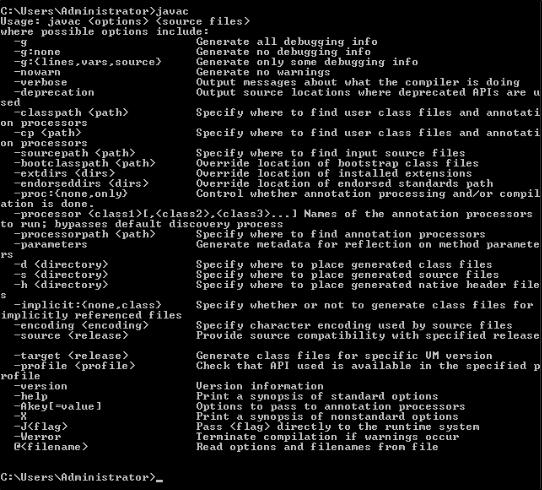 C:\Users\Administrator>javac
Usage: javac <options> <source files>
where possible options include:
  -g                         Generate all debugging info
  -g:none                    Generate no debugging info
  -g:{lines,vars,source}     Generate only some debugging info
  -nowarn                    Generate no warnings
  -verbose                   Output messages about what the compiler is doing
  -deprecation               Output source locations where deprecated APIs are u
sed
  -classpath <path>          Specify where to find user class files and annotati
on processors
  -cp <path>                 Specify where to find user class files and annotati
on processors
  -sourcepath <path>         Specify where to find input source files
  -bootclasspath <path>      Override location of bootstrap class files
  -extdirs <dirs>            Override location of installed extensions
  -endorseddirs <dirs>       Override location of endorsed standards path
  -proc:{none,only}          Control whether annotation processing and/or compil
ation is done.
  -processor <class1>[,<class2>,<class3>...] Names of the annotation processors
to run; bypasses default discovery process
  -processorpath <path>      Specify where to find annotation processors
  -parameters                Generate metadata for reflection on method paramete
rs
  -d <directory>             Specify where to place generated class files
  -s <directory>             Specify where to place generated source files
  -h <directory>             Specify where to place generated native header file
s
  -implicit:{none,class}     Specify whether or not to generate class files for
implicitly referenced files
  -encoding <encoding>       Specify character encoding used by source files
  -source <release>          Provide source compatibility with specified release
  -target <release>          Generate class files for specific VM version
  -profile <profile>         Check that API used is available in the specified p
rofile
  -version                   Version information
  -help                      Print a synopsis of standard options
  -Akey[=value]              Options to pass to annotation processors
  -X                         Print a synopsis of nonstandard options
  -J<flag>                   Pass <flag> directly to the runtime system
  -Werror                    Terminate compilation if warnings occur
  @<filename>                Read options and filenames from file
C:\Users\Administrator>_